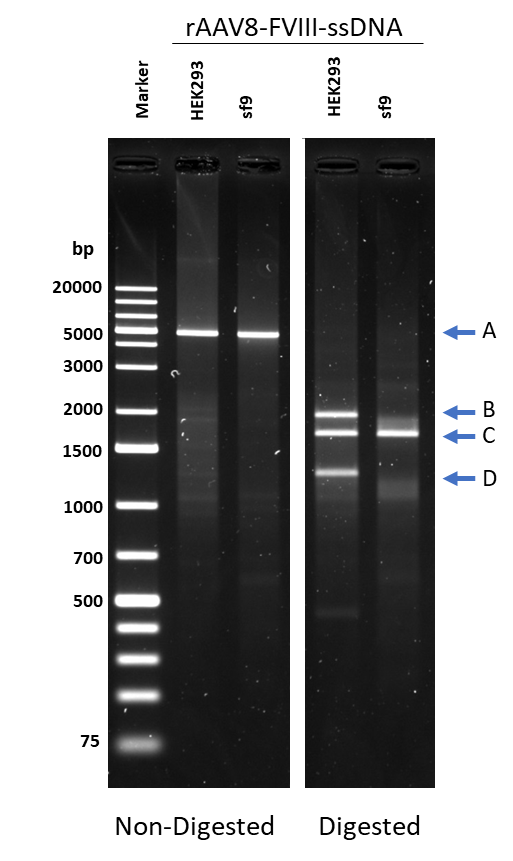 rAAV8-FVIII-ssDNA
Marker
HEK293
sf9
HEK293
sf9
bp
20000
5000
3000
2000
1500
1000
700
500
75
A
B
C
D
Non-Digested
Digested